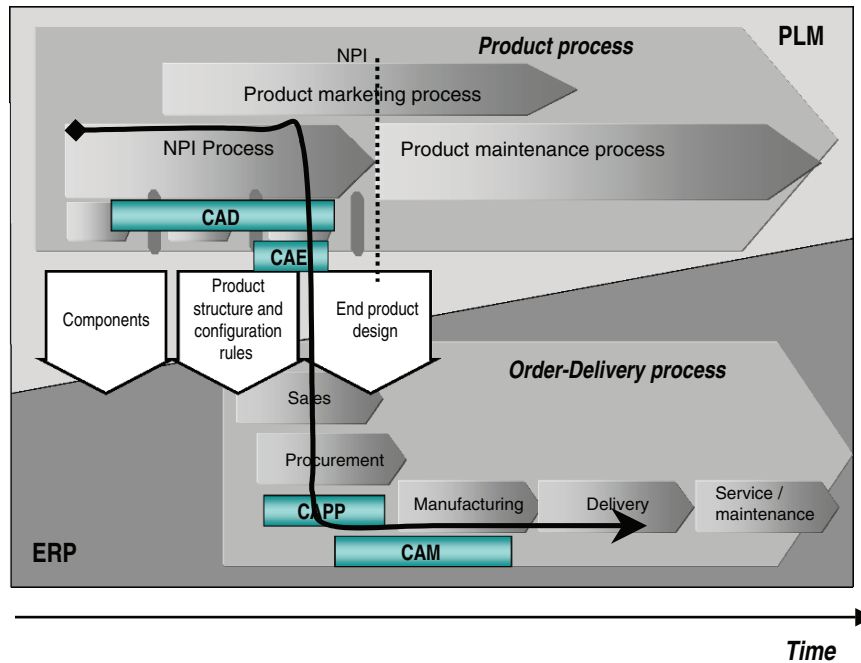 Product process
PLM
NPI
Product marketing process
NPI Process
Product maintenance process
CAD
CAE
Components
Product
structure and
configuration
rules
End product
design
Order-Delivery process
Sales
Procurement
CAPP
Manufacturing
Delivery
Service /
maintenance
CAM
ERP
Time